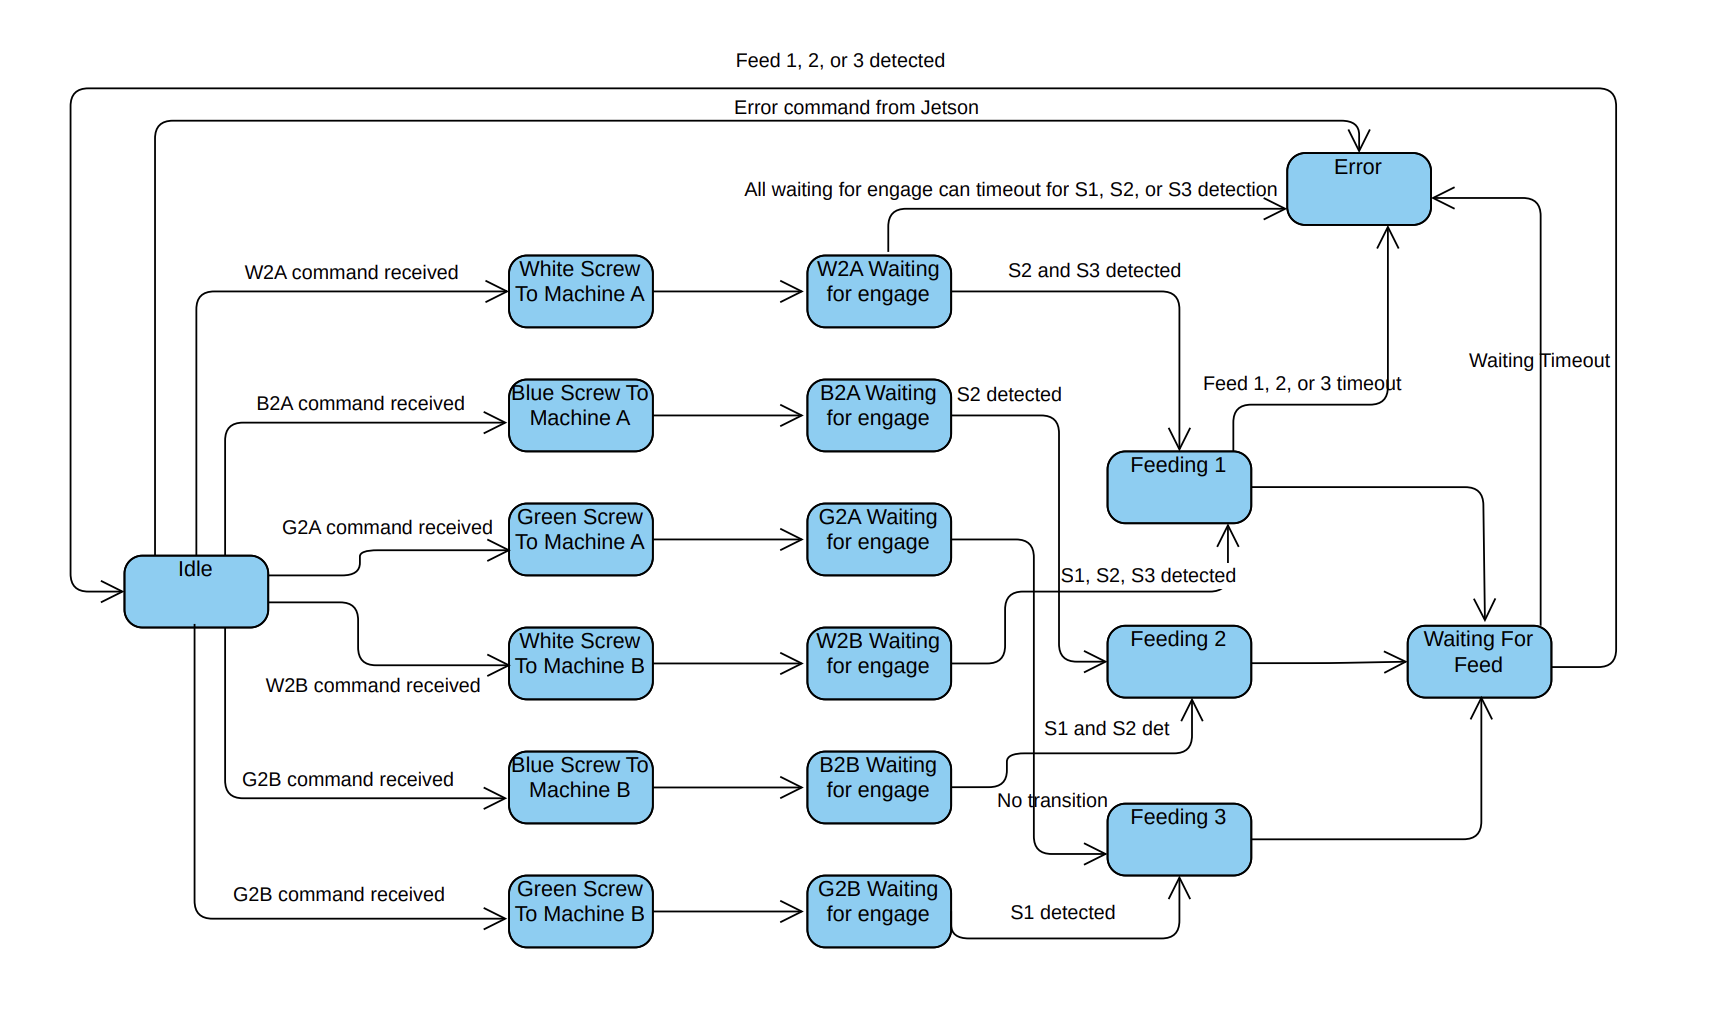 Feed 1, 2, or 3 detected
Error command from Jetson
Error
All waiting for engage can timeout for S1, S2, or S3 detection
W2A command received
White Screw
To Machine A
W2A Waiting
for engage
S2 and S3 detected
Waiting Timeout
Feed 1, 2, or 3 timeout
B2A command received
Blue Screw To
Machine A
B2A Waiting
for engage
S2 detected
Feeding 1
G2A command received
Green Screw
To Machine A
G2A Waiting
for engage
Idle
S1, S2, S3 detected
W2B command received
White Screw
To Machine B
W2B Waiting
for engage
Feeding 2
Waiting For
Feed
S1 and S2 det
G2B command received
Blue Screw To
Machine B
B2B Waiting
for engage
No transition
Feeding 3
G2B command received
Green Screw
To Machine B
G2B Waiting
for engage
S1 detected